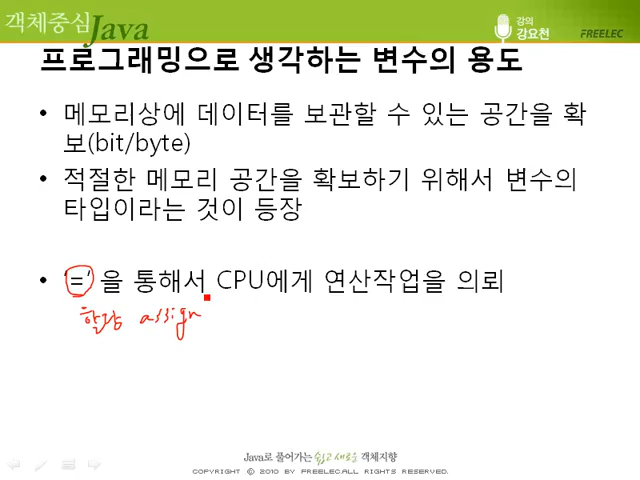 객체중심 Java
강의
강요천
FREELEC
프로그래밍으로 생각하는 변수의 용도
• 메모리상에 데이터를 보관할 수 있는 공간을 확
보(bit/byte)
• 적절한 메모리 공간을 확보하기 위해서 변수의
타입이라는 것이 등장
• '=' 을 통해서 CPU에게 연산작업을 의뢰
할당 assign
Java로 풀어가는 쉽고 새로운 객체지향
COPYRIGHT ⓒ 2010 BY FREELEC.ALL RIGHTS RESERVED.